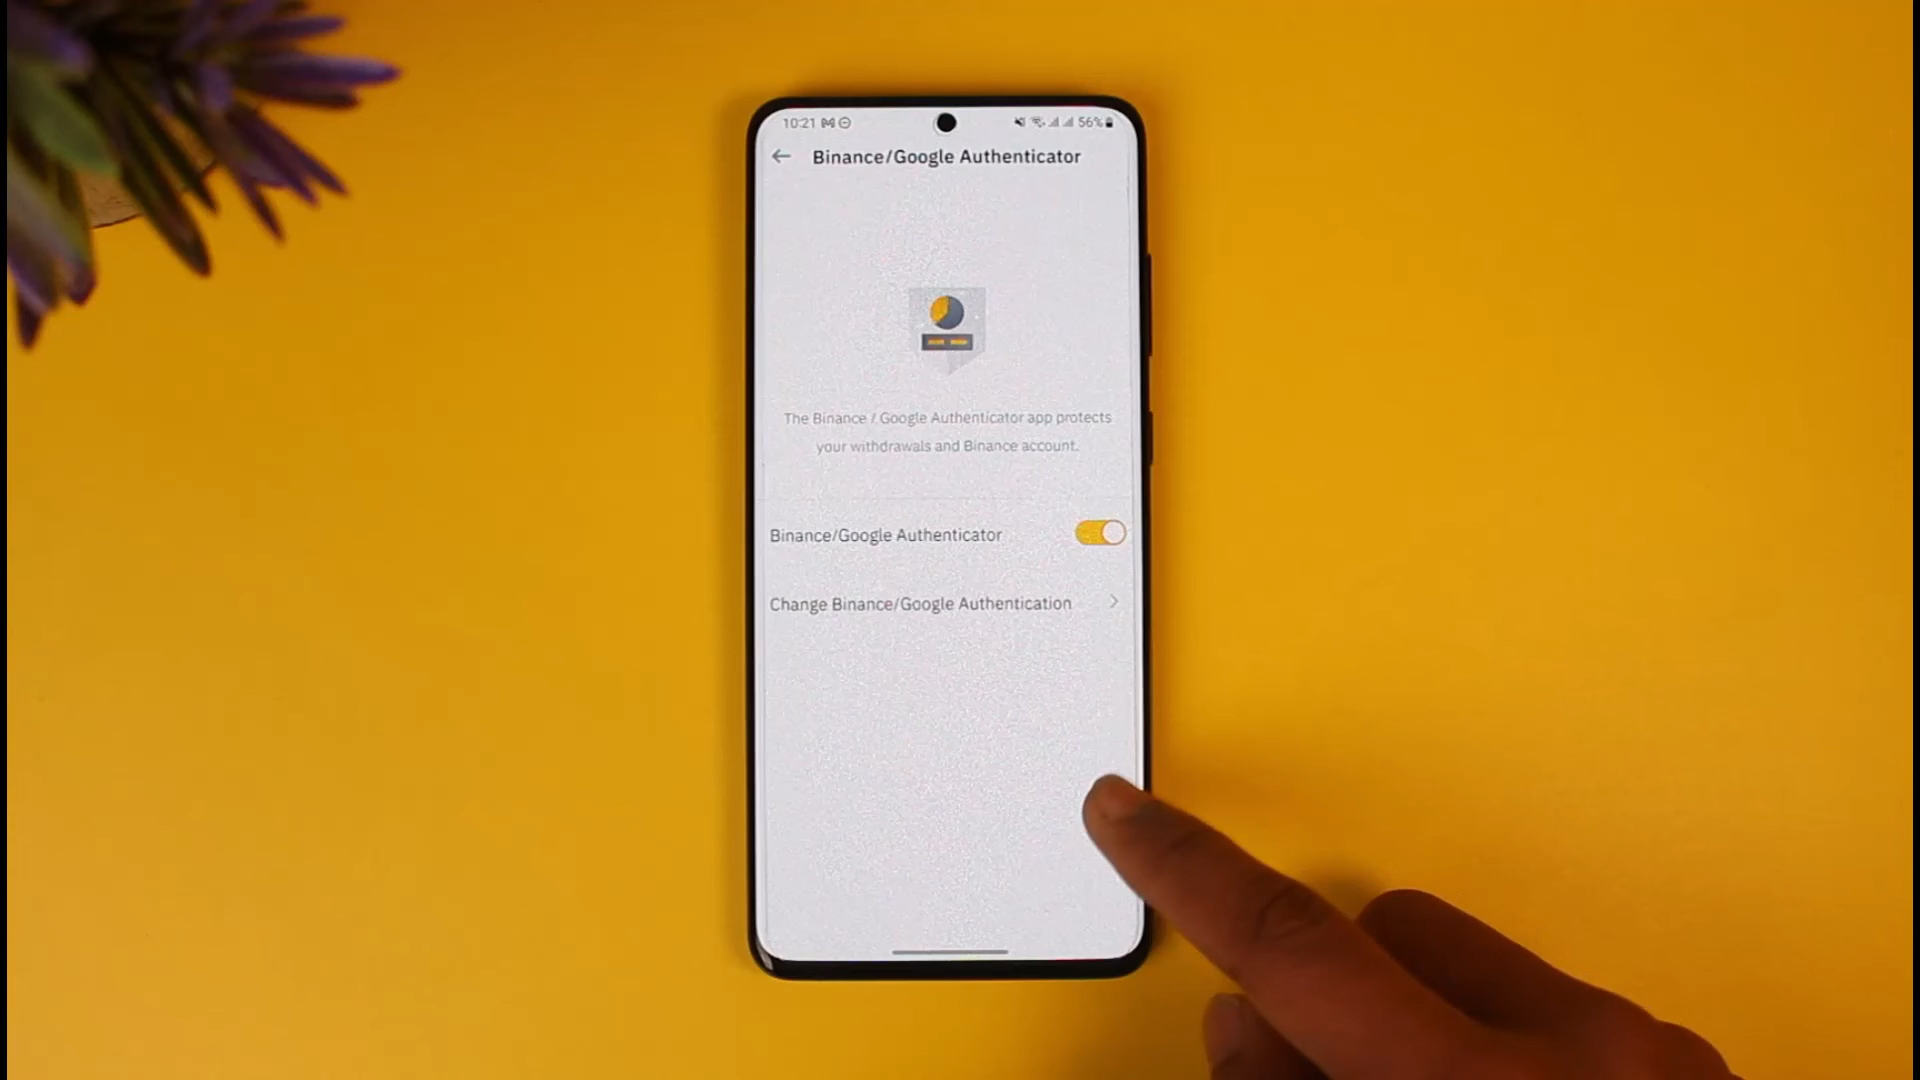 10:21 56%
Binance/Google Authenticator
The Binance / Google Authenticator app protects
your withdrawals and Binance account.
Binance/Google Authenticator
Change Binance/Google Authentication